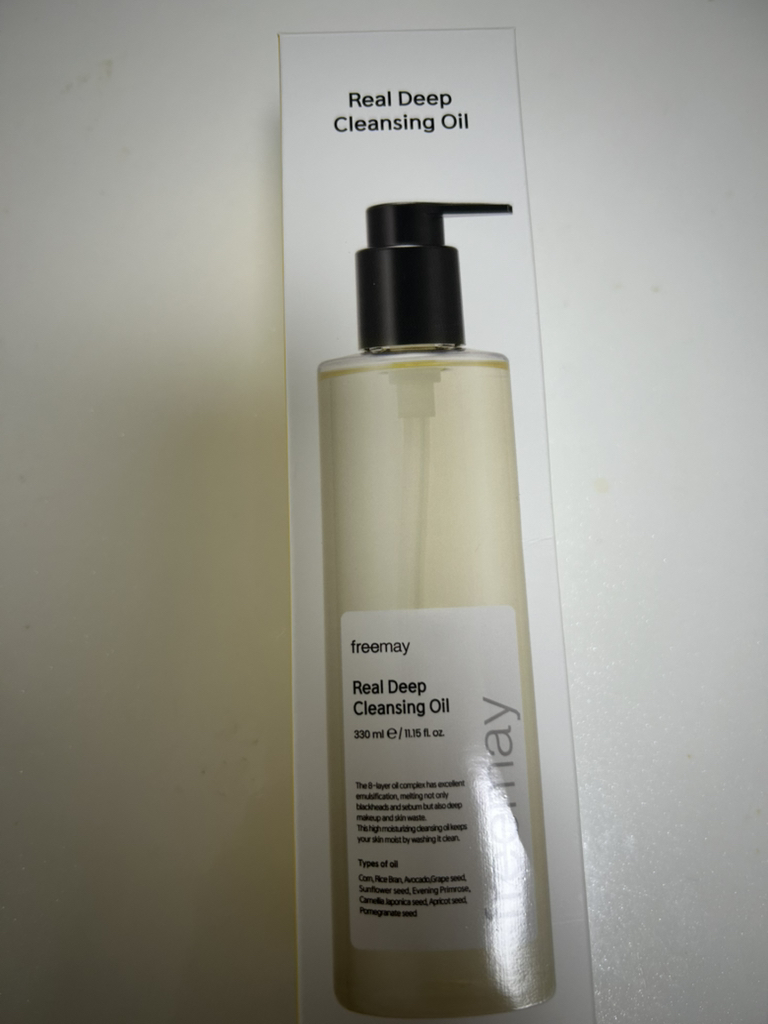 Real Deep
Cleansing Oil
freemay
Real Deep
Cleansing Oil
330 ml ℮ / 11.15 fl. oz.
The 8-layer oil complex has excellent
emulsification, melting not only
blackheads and sebum but also deep
makeup and skin waste.
This high moisturizing cleansing oil keeps
your skin moist by washing it clean.
Types of oil
Corn, Rice Bran, Avocado,Grape seed,
Sunflower seed, Evening Primrose,
Camellia Japonica seed, Apricot seed,
Pomegranate seed
freemay